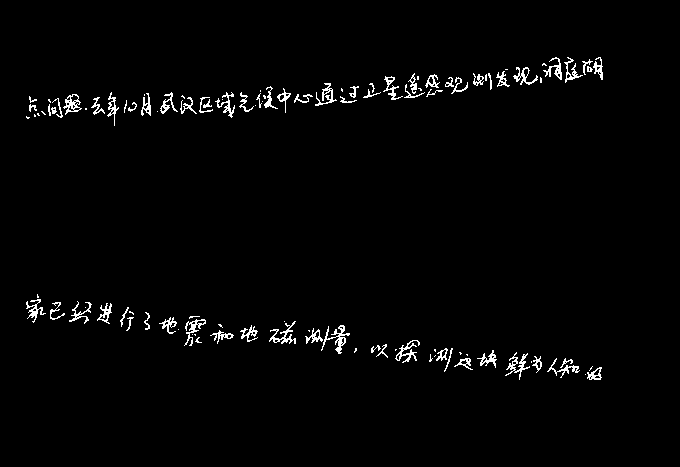 点问题.去年10月武汉区域气候中心通过卫星遥感观测发现,洞庭湖
家已经进行了地震和地磁测量,以探测这块鲜为人知的